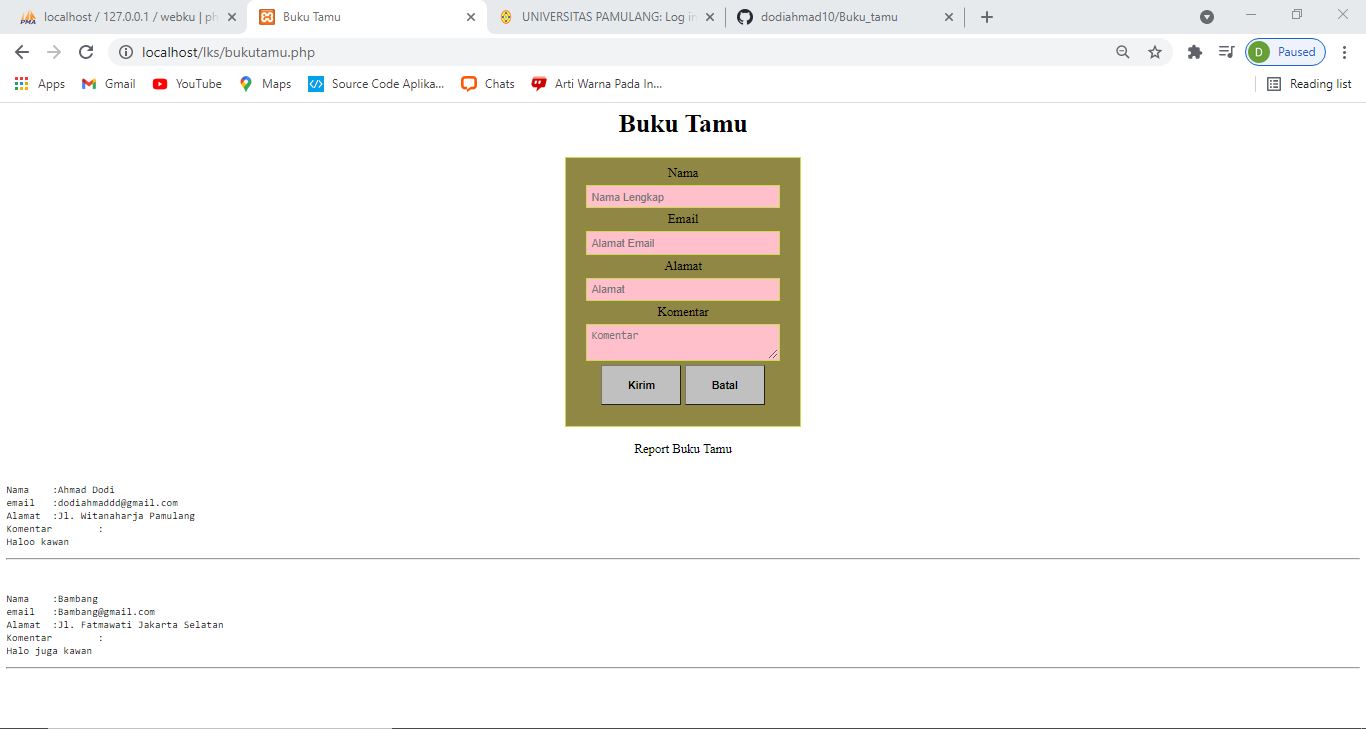 localhost / 127.0.0.1 / webku | ph
Buku Tamu
UNIVERSITAS PAMULANG: Log in
dodiahmad10/Buku_tamu
localhost/lks/bukutamu.php
D Paused
Apps Gmail YouTube Maps Source Code Aplika... Chats Arti Warna Pada In... Reading list
Buku Tamu
Nama
Nama Lengkap
Email
Alamat Email
Alamat
Alamat
Komentar
Komentar
Kirim Batal
Report Buku Tamu
Nama :Ahmad Dodi
email :dodiahmaddd@gmail.com
Alamat :Jl. Witanaharja Pamulang
Komentar :
Haloo kawan
Nama :Bambang
email :Bambang@gmail.com
Alamat :Jl. Fatmawati Jakarta Selatan
Komentar :
Halo juga kawan